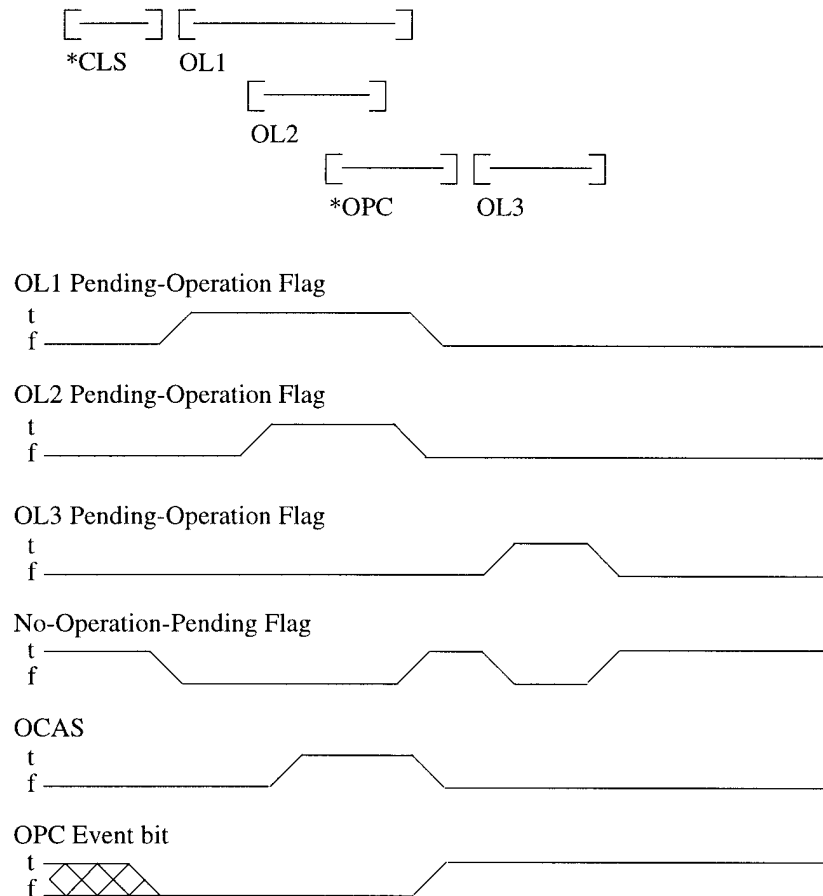 *CLS OL1
OL2
*OPC OL3
OL1 Pending-Operation Flag
t
f
OL2 Pending-Operation Flag
t
f
OL3 Pending-Operation Flag
t
f
No-Operation-Pending Flag
t
f
OCAS
t
f
OPC Event bit
t
f